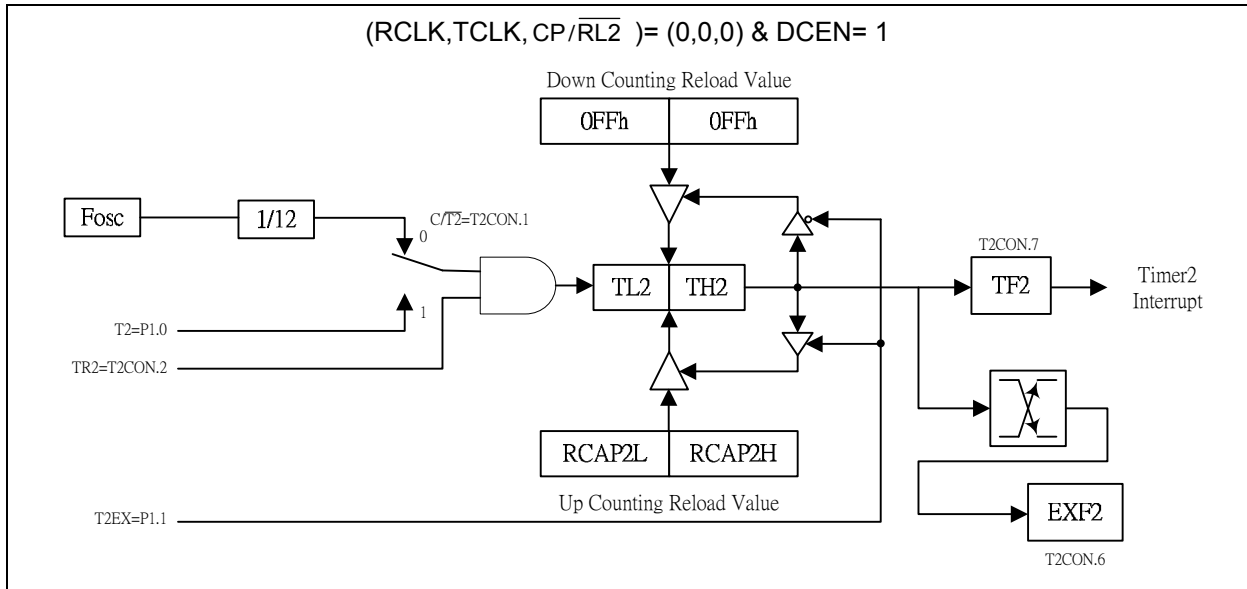 (RCLK,TCLK, CP/RL2 )= (0,0,0) & DCEN= 1
Down Counting Reload Value
0FFh 0FFh
Fosc
1/12
C/T2=T2CON.1
0
1
T2=P1.0
TR2=T2CON.2
TL2 TH2
T2CON.7
TF2
Timer2
Interrupt
RCAP2L RCAP2H
Up Counting Reload Value
T2EX=P1.1
EXF2
T2CON.6